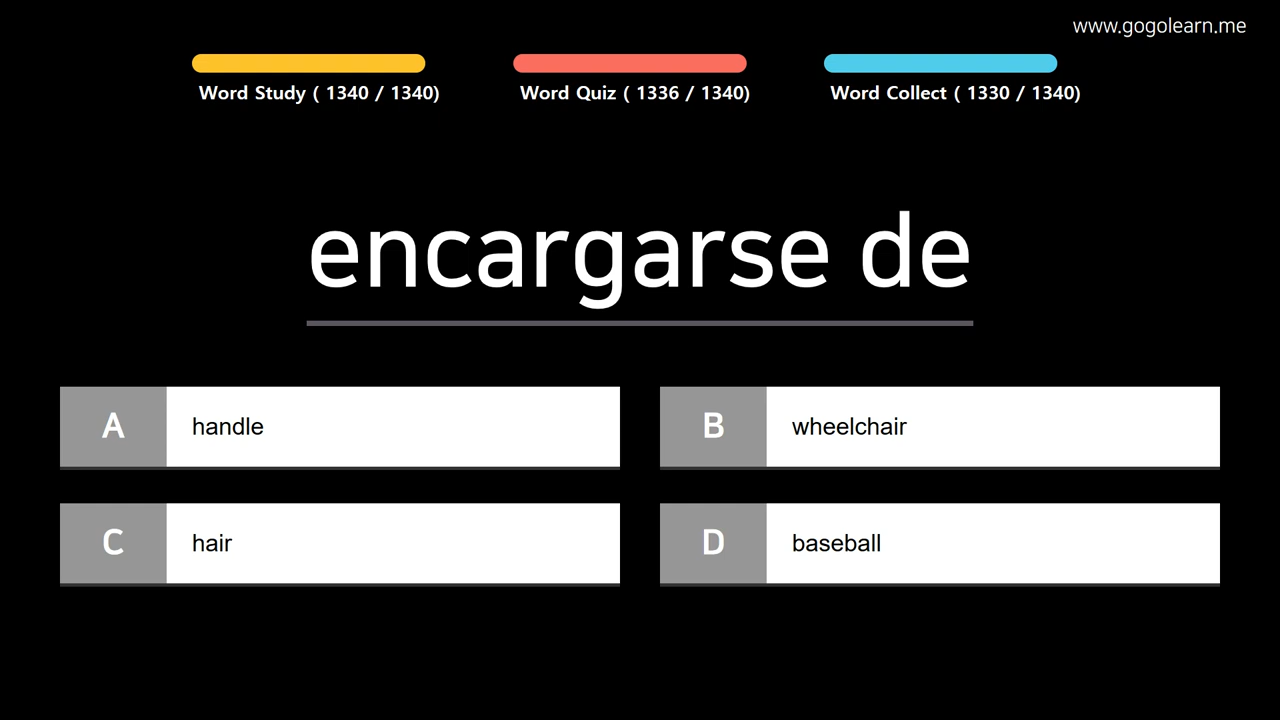 www.gogolearn.me
Word Study ( 1340 / 1340)
Word Quiz ( 1336 / 1340)
Word Collect ( 1330 / 1340)
encargarse de
A handle
B wheelchair
C hair
D baseball